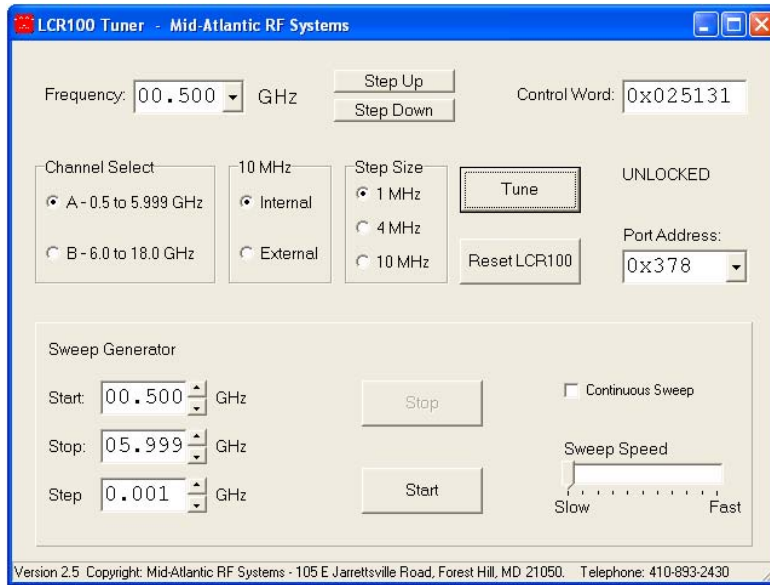 LCR100 Tuner - Mid-Atlantic RF Systems
Frequency: 00.500 GHz
Step Up
Step Down
Control Word: 0x025131
Channel Select
A - 0.5 to 5.999 GHz
B - 6.0 to 18.0 GHz
10 MHz
Internal
External
Step Size
1 MHz
4 MHz
10 MHz
Tune
Reset LCR100
UNLOCKED
Port Address:
0x378
Sweep Generator
Start: 00.500 GHz
Stop: 05.999 GHz
Step 0.001 GHz
Stop
Start
Continuous Sweep
Sweep Speed
Slow Fast
Version 2.5 Copyright: Mid-Atlantic RF Systems - 105 E Jarrettsville Road, Forest Hill, MD 21050. Telephone: 410-893-2430